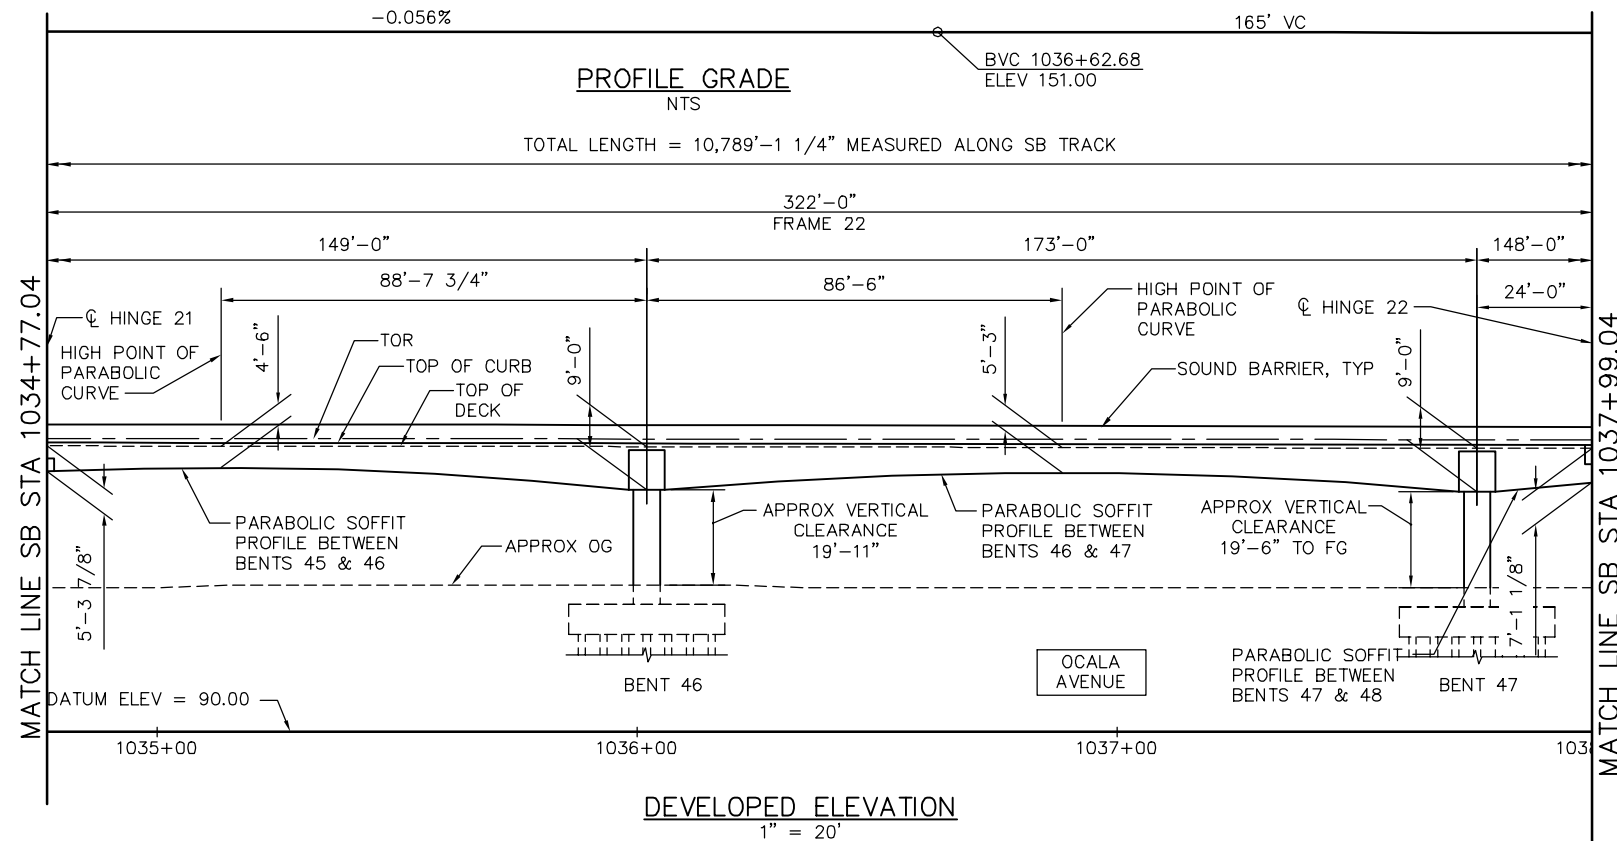 -0.056%
165' VC
BVC 1036+62.68
ELEV 151.00
PROFILE GRADE
NTS
TOTAL LENGTH = 10,789'-1 1/4" MEASURED ALONG SB TRACK
322'-0"
FRAME 22
149'-0"
173'-0"
148'-0"
88'-7 3/4"
86'-6"
24'-0"
MATCH LINE SB STA 1034+77.04
℄ HINGE 21
HIGH POINT OF
PARABOLIC
CURVE
4'-6"
TOR
TOP OF CURB
TOP OF
DECK
9'-0"
5'-3"
HIGH POINT OF
PARABOLIC
CURVE
℄ HINGE 22
SOUND BARRIER, TYP
9'-0"
MATCH LINE SB STA 1037+99.04
PARABOLIC SOFFIT
PROFILE BETWEEN
BENTS 45 & 46
APPROX OG
APPROX VERTICAL
CLEARANCE
19'-11"
PARABOLIC SOFFIT
PROFILE BETWEEN
BENTS 46 & 47
APPROX VERTICAL
CLEARANCE
19'-6" TO FG
5'-3 7/8"
7'-1 1/8"
BENT 46
OCALA
AVENUE
PARABOLIC SOFFIT
PROFILE BETWEEN
BENTS 47 & 48
BENT 47
DATUM ELEV = 90.00
1035+00
1036+00
1037+00
1038
DEVELOPED ELEVATION
1" = 20'